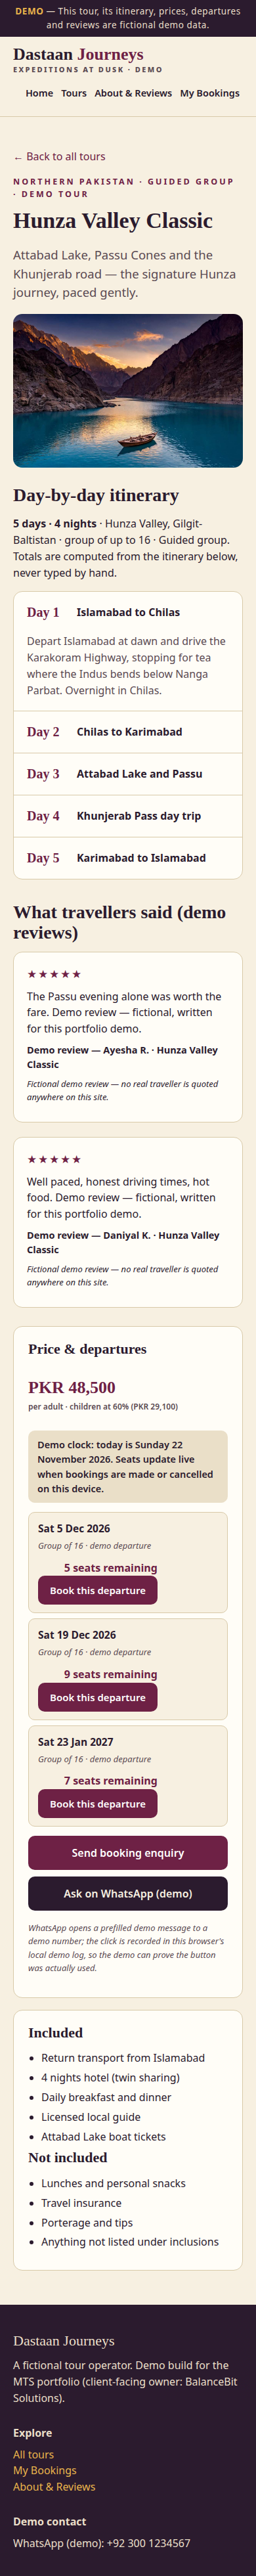 DEMO — This tour, its itinerary, prices, departures
and reviews are fictional demo data.
Dastaan Journeys
EXPEDITIONS AT DUSK · DEMO
Home Tours About & Reviews My Bookings
← Back to all tours
NORTHERN PAKISTAN · GUIDED GROUP
· DEMO TOUR
Hunza Valley Classic
Attabad Lake, Passu Cones and the
Khunjerab road — the signature Hunza
journey, paced gently.
Day-by-day itinerary
5 days · 4 nights · Hunza Valley, Gilgit-
Baltistan · group of up to 16 · Guided group.
Totals are computed from the itinerary below,
never typed by hand.
Day 1 Islamabad to Chilas
Depart Islamabad at dawn and drive the
Karakoram Highway, stopping for tea
where the Indus bends below Nanga
Parbat. Overnight in Chilas.
Day 2 Chilas to Karimabad
Day 3 Attabad Lake and Passu
Day 4 Khunjerab Pass day trip
Day 5 Karimabad to Islamabad
What travellers said (demo
reviews)
★★★★★
The Passu evening alone was worth the
fare. Demo review — fictional, written
for this portfolio demo.
Demo review — Ayesha R. · Hunza Valley
Classic
Fictional demo review — no real traveller is quoted
anywhere on this site.
★★★★★
Well paced, honest driving times, hot
food. Demo review — fictional, written
for this portfolio demo.
Demo review — Daniyal K. · Hunza Valley
Classic
Fictional demo review — no real traveller is quoted
anywhere on this site.
Price & departures
PKR 48,500
per adult · children at 60% (PKR 29,100)
Demo clock: today is Sunday 22
November 2026. Seats update live
when bookings are made or cancelled
on this device.
Sat 5 Dec 2026
Group of 16 · demo departure
5 seats remaining
Book this departure
Sat 19 Dec 2026
Group of 16 · demo departure
9 seats remaining
Book this departure
Sat 23 Jan 2027
Group of 16 · demo departure
7 seats remaining
Book this departure
Send booking enquiry
Ask on WhatsApp (demo)
WhatsApp opens a prefilled demo message to a
demo number; the click is recorded in this browser's
local demo log, so the demo can prove the button
was actually used.
Included
• Return transport from Islamabad
• 4 nights hotel (twin sharing)
• Daily breakfast and dinner
• Licensed local guide
• Attabad Lake boat tickets
Not included
• Lunches and personal snacks
• Travel insurance
• Porterage and tips
• Anything not listed under inclusions
Dastaan Journeys
A fictional tour operator. Demo build for the
MTS portfolio (client-facing owner: BalanceBit
Solutions).
Explore
All tours
My Bookings
About & Reviews
Demo contact
WhatsApp (demo): +92 300 1234567